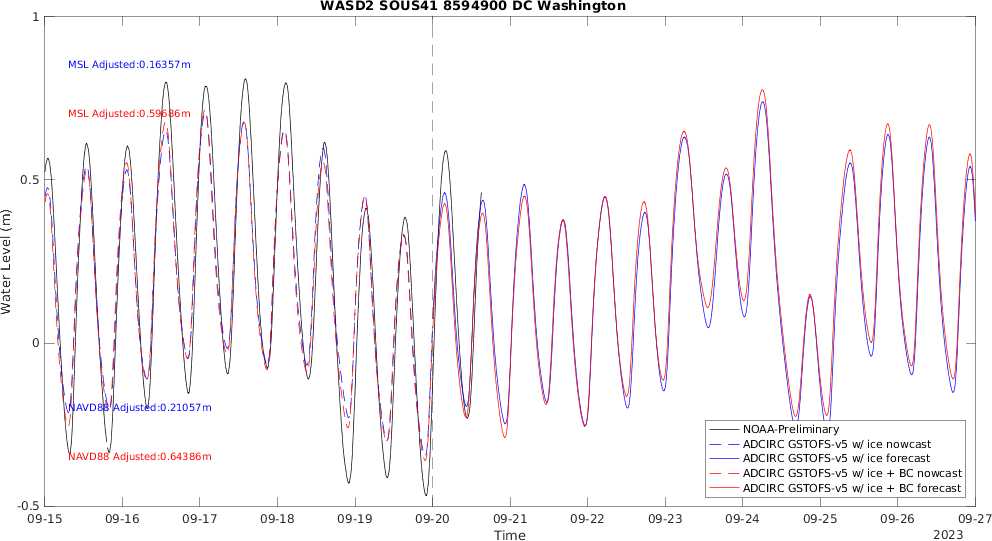 WASD2 SOUS41 8594900 DC Washington
Water Level (m)
1
0.5
0
-0.5
MSL Adjusted:0.16357m
MSL Adjusted:0.59686m
NAVD88 Adjusted:0.21057m
NAVD88 Adjusted:0.64386m
NOAA-Preliminary
ADCIRC GSTOFS-v5 w/ ice nowcast
ADCIRC GSTOFS-v5 w/ ice forecast
ADCIRC GSTOFS-v5 w/ ice + BC nowcast
ADCIRC GSTOFS-v5 w/ ice + BC forecast
09-15 09-16 09-17 09-18 09-19 09-20 09-21 09-22 09-23 09-24 09-25 09-26 09-27
Time
2023